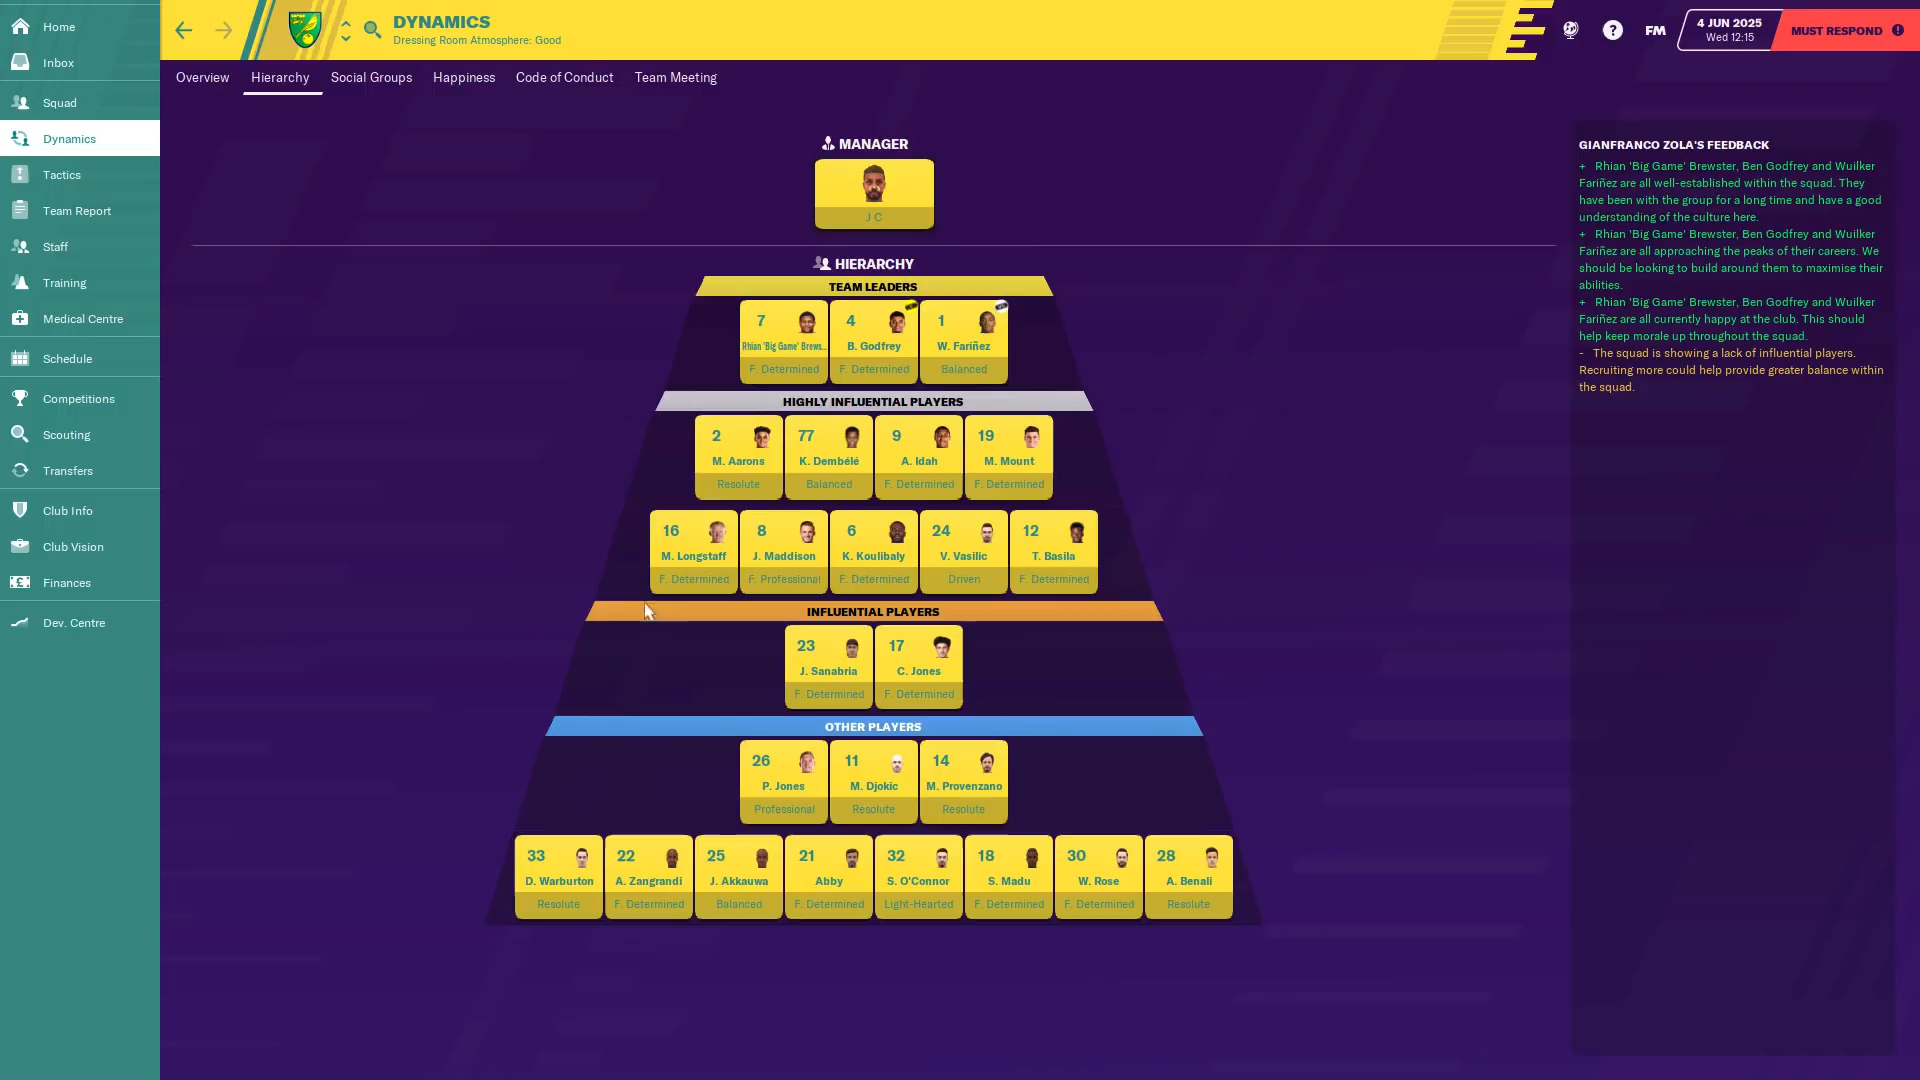 Home
Inbox
Squad
Dynamics
Tactics
Team Report
Staff
Training
Medical Centre
Schedule
Competitions
Scouting
Transfers
Club Info
Club Vision
Finances
Dev. Centre
DYNAMICS
Dressing Room Atmosphere: Good
?
FM
4 JUN 2025
Wed 12:15
MUST RESPOND
Overview Hierarchy Social Groups Happiness Code of Conduct Team Meeting
MANAGER
J C
HIERARCHY
TEAM LEADERS
7 4 1
Rhian 'Big Game' Brews... B. Godfrey W. Fariñez
F. Determined F. Determined Balanced
HIGHLY INFLUENTIAL PLAYERS
2 77 9 19
M. Aarons K. Dembélé A. Idah M. Mount
Resolute Balanced F. Determined F. Determined
16 8 6 24 12
M. Longstaff J. Maddison K. Koulibaly V. Vasilic T. Basila
F. Determined F. Professional F. Determined Driven F. Determined
INFLUENTIAL PLAYERS
23 17
J. Sanabria C. Jones
F. Determined F. Determined
OTHER PLAYERS
26 11 14
P. Jones M. Djokic M. Provenzano
Professional Resolute Resolute
33 22 25 21 32 18 30 28
D. Warburton A. Zangrandi J. Akkauwa Abby S. O'Connor S. Madu W. Rose A. Benali
Resolute F. Determined Balanced F. Determined Light-Hearted F. Determined F. Determined Resolute
GIANFRANCO ZOLA'S FEEDBACK
+ Rhian 'Big Game' Brewster, Ben Godfrey and Wuilker
Fariñez are all well-established within the squad. They
have been with the group for a long time and have a good
understanding of the culture here.
+ Rhian 'Big Game' Brewster, Ben Godfrey and Wuilker
Fariñez are all approaching the peaks of their careers. We
should be looking to build around them to maximise their
abilities.
+ Rhian 'Big Game' Brewster, Ben Godfrey and Wuilker
Fariñez are all currently happy at the club. This should
help keep morale up throughout the squad.
- The squad is showing a lack of influential players.
Recruiting more could help provide greater balance within
the squad.